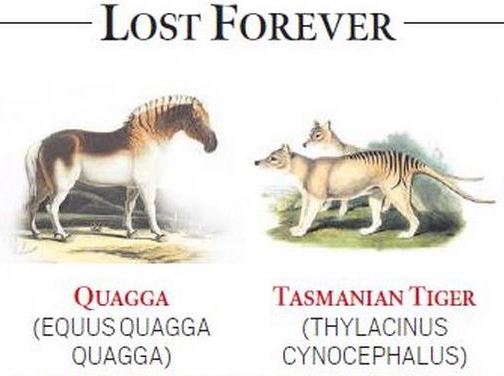 LOST FOREVER
QUAGGA
(EQUUS QUAGGA
QUAGGA)
TASMANIAN TIGER
(THYLACINUS
CYNOCEPHALUS)